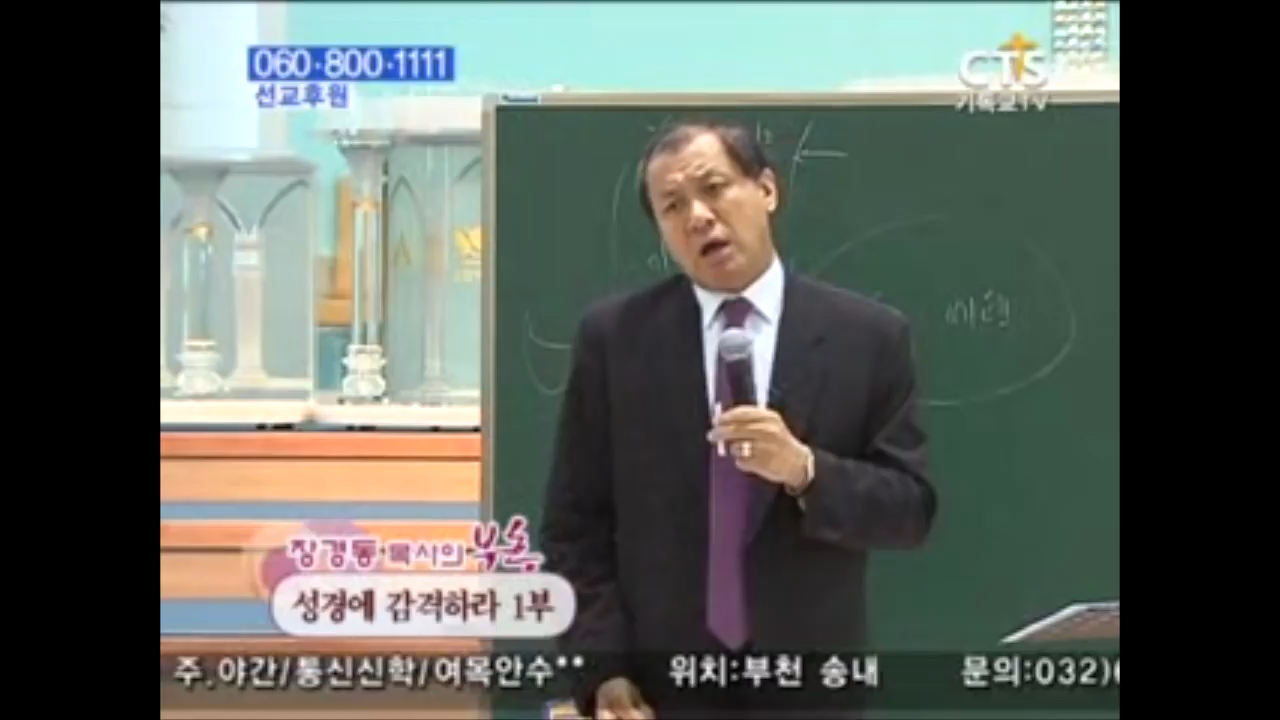 060·800·1111
선교후원
CTS
기독교TV
장경동 목사의 부흥
성경에 감격하라 1부
주.야간/통신신학/여목안수** 위치:부천 송내 문의:032)